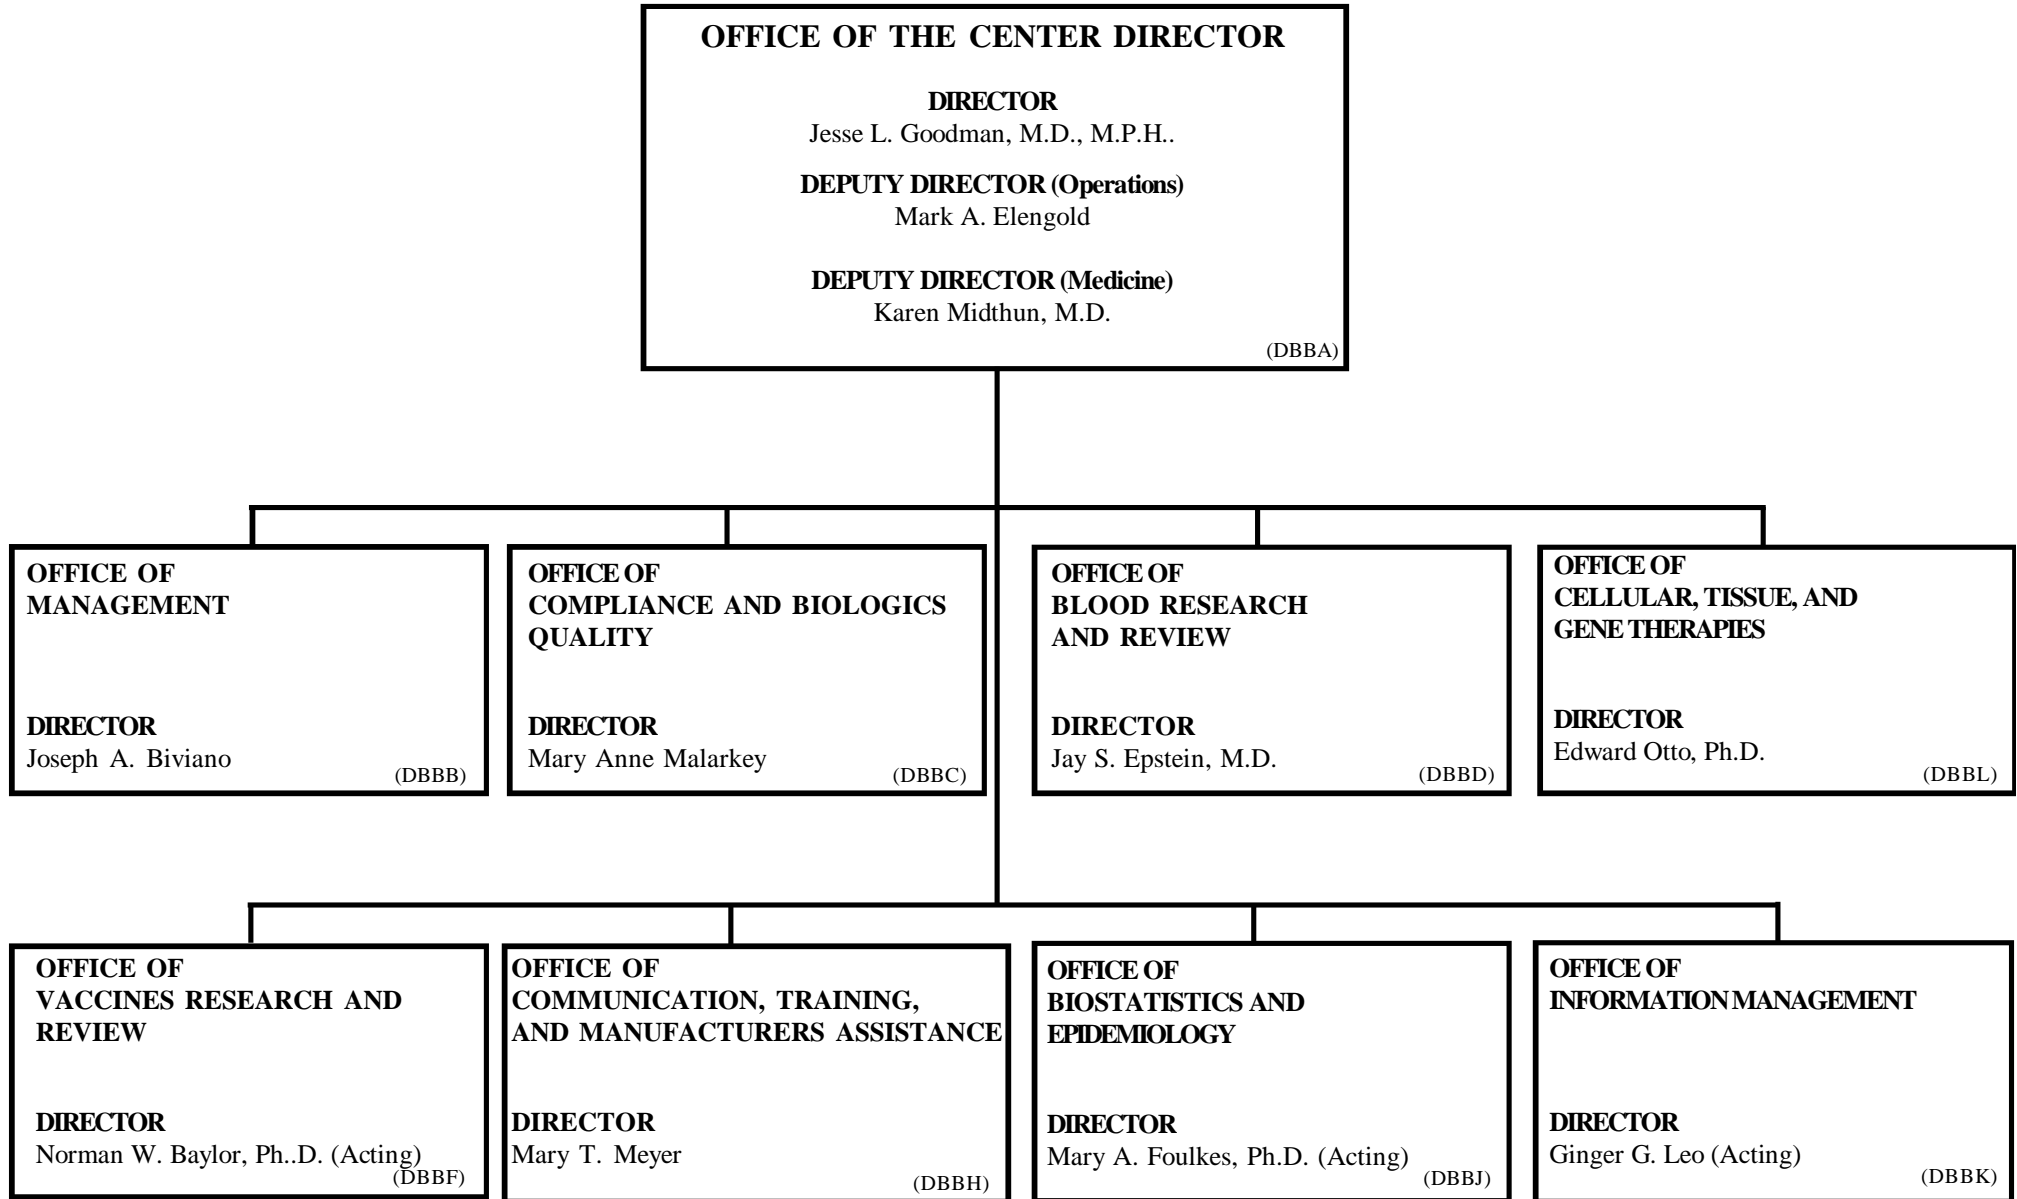 OFFICE OF THE CENTER DIRECTOR
DIRECTOR
Jesse L. Goodman, M.D., M.P.H..
DEPUTY DIRECTOR (Operations)
Mark A. Elengold
DEPUTY DIRECTOR (Medicine)
Karen Midthun, M.D.
(DBBA)
OFFICE OF
MANAGEMENT
DIRECTOR
Joseph A. Biviano
(DBBB)
OFFICE OF
COMPLIANCE AND BIOLOGICS
QUALITY
DIRECTOR
Mary Anne Malarkey
(DBBC)
OFFICE OF
BLOOD RESEARCH
AND REVIEW
DIRECTOR
Jay S. Epstein, M.D.
(DBBD)
OFFICE OF
CELLULAR, TISSUE, AND
GENE THERAPIES
DIRECTOR
Edward Otto, Ph.D.
(DBBL)
OFFICE OF
VACCINES RESEARCH AND
REVIEW
DIRECTOR
Norman W. Baylor, Ph..D. (Acting)
(DBBF)
OFFICE OF
COMMUNICATION, TRAINING,
AND MANUFACTURERS ASSISTANCE
DIRECTOR
Mary T. Meyer
(DBBH)
OFFICE OF
BIOSTATISTICS AND
EPIDEMIOLOGY
DIRECTOR
Mary A. Foulkes, Ph.D. (Acting)
(DBBJ)
OFFICE OF
INFORMATION MANAGEMENT
DIRECTOR
Ginger G. Leo (Acting)
(DBBK)